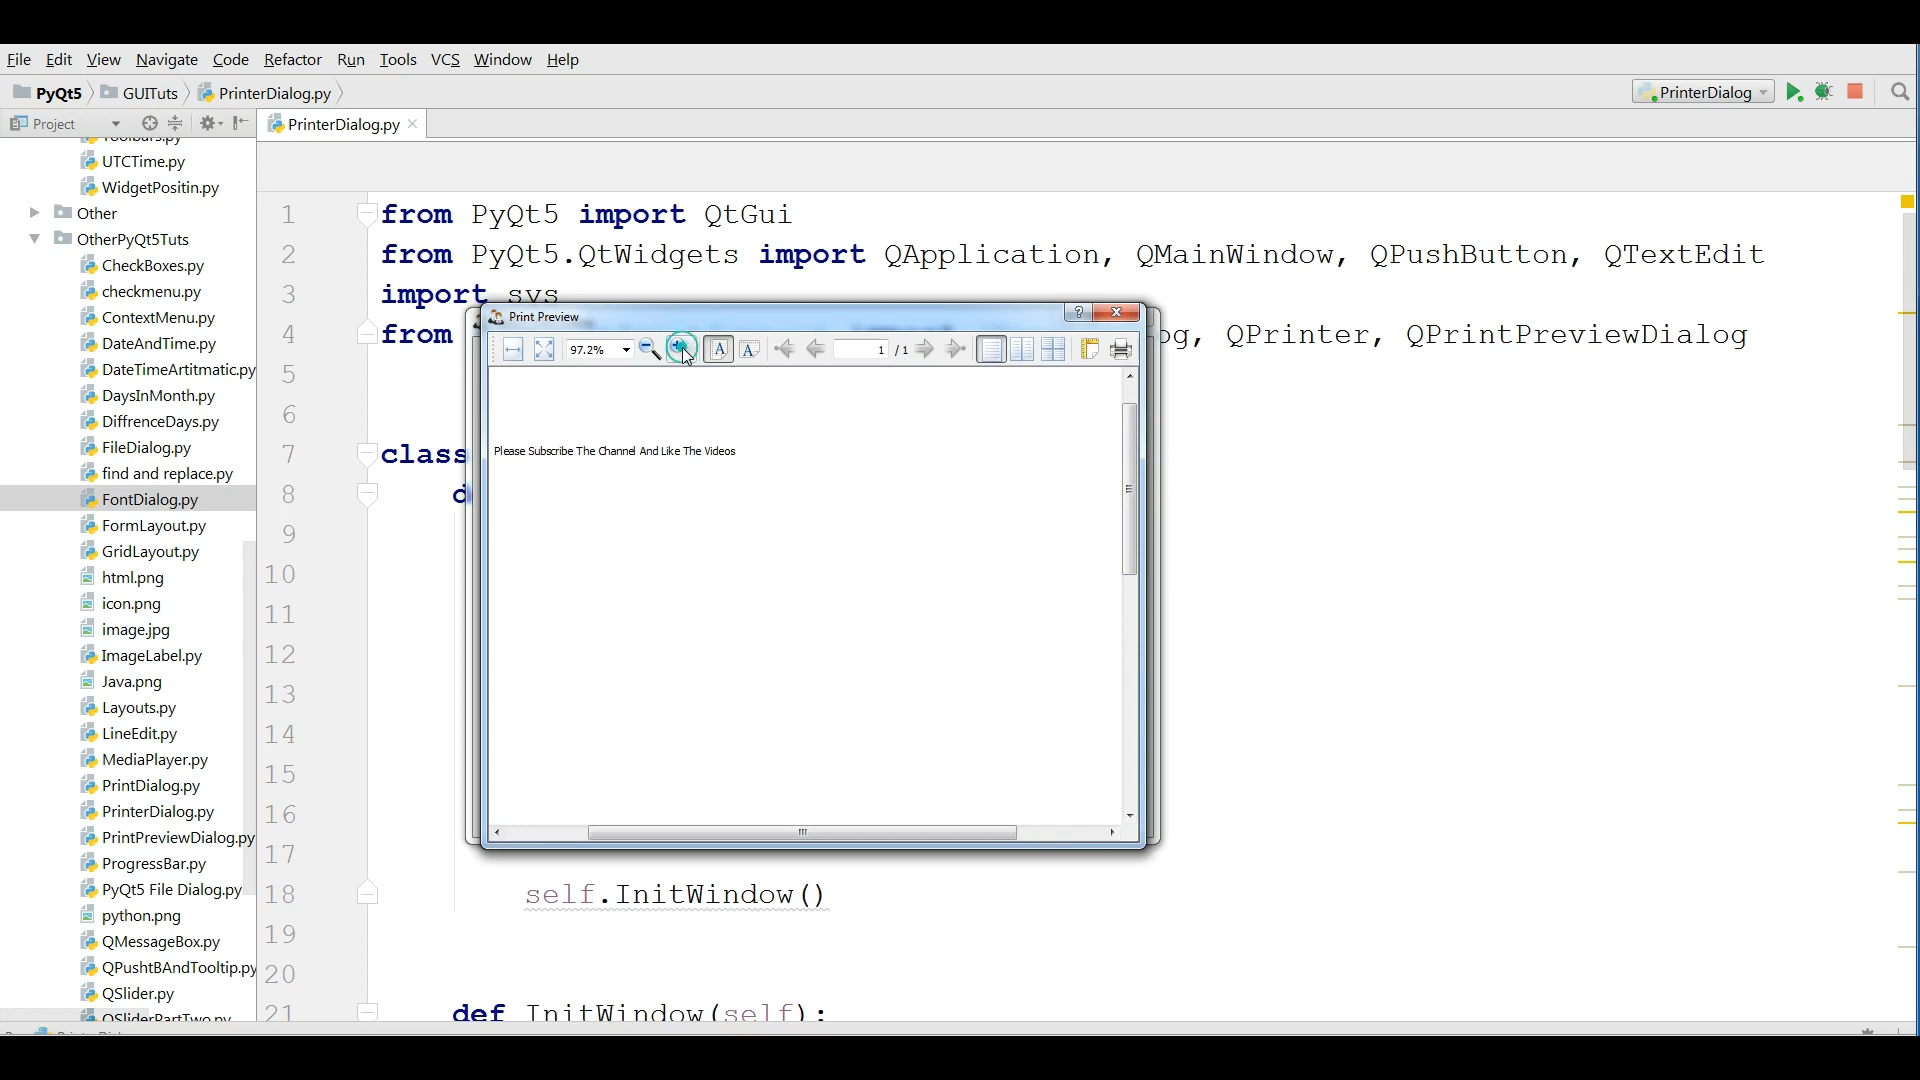 File Edit View Navigate Code Refactor Run Tools VCS Window Help
PyQt5 GUITuts PrinterDialog.py PrinterDialog
Project PrinterDialog.py
UTCTime.py
WidgetPositin.py
Other
OtherPyQt5Tuts
CheckBoxes.py
checkmenu.py
ContextMenu.py
DateAndTime.py
DateTimeArtitmatic.py
DaysInMonth.py
DiffrenceDays.py
FileDialog.py
find and replace.py
FontDialog.py
FormLayout.py
GridLayout.py
html.png
icon.png
image.jpg
ImageLabel.py
Java.png
Layouts.py
LineEdit.py
MediaPlayer.py
PrintDialog.py
PrinterDialog.py
PrintPreviewDialog.py
ProgressBar.py
PyQt5 File Dialog.py
python.png
QMessageBox.py
QPushtBAndTooltip.py
QSlider.py
QSliderPartTwo.py
1 from PyQt5 import QtGui
2 from PyQt5.QtWidgets import QApplication, QMainWindow, QPushButton, QTextEdit
3 import sys
4 from og, QPrinter, QPrintPreviewDialog
5
6
7 class
8 d
9
10
11
12
13
14
15
16
17
18 self.InitWindow()
19
20
21 def InitWindow(self):
Print Preview
97.2% 1 / 1
Please Subscribe The Channel And Like The Videos